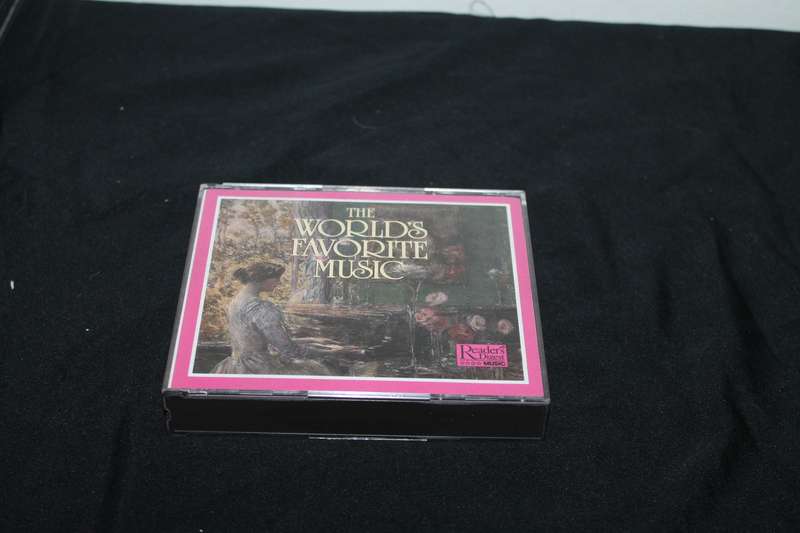 THE
WORLD'S
FAVORITE
MUSIC
Reader's
Digest
MUSIC